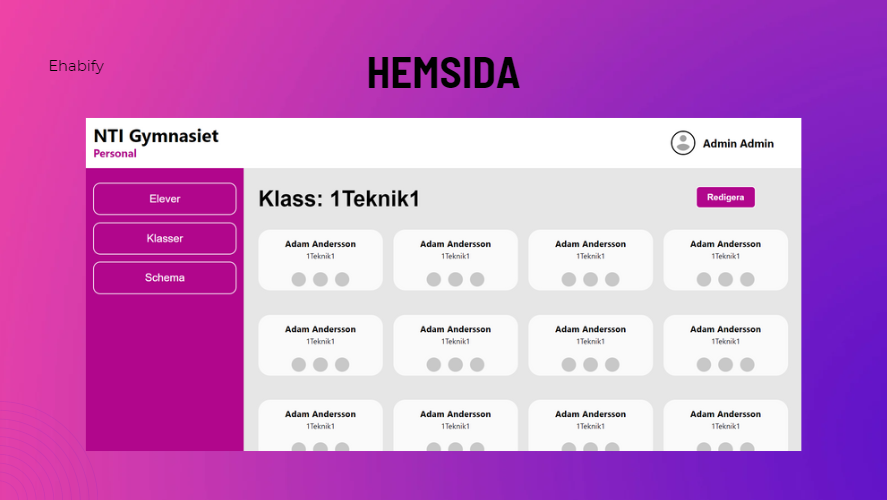 Ehabify
HEMSIDA
NTI Gymnasiet
Personal
Admin Admin
Elever
Klasser
Schema
Klass: 1Teknik1
Redigera
Adam Andersson
1Teknik1
Adam Andersson
1Teknik1
Adam Andersson
1Teknik1
Adam Andersson
1Teknik1
Adam Andersson
1Teknik1
Adam Andersson
1Teknik1
Adam Andersson
1Teknik1
Adam Andersson
1Teknik1
Adam Andersson
1Teknik1
Adam Andersson
1Teknik1
Adam Andersson
1Teknik1
Adam Andersson
1Teknik1